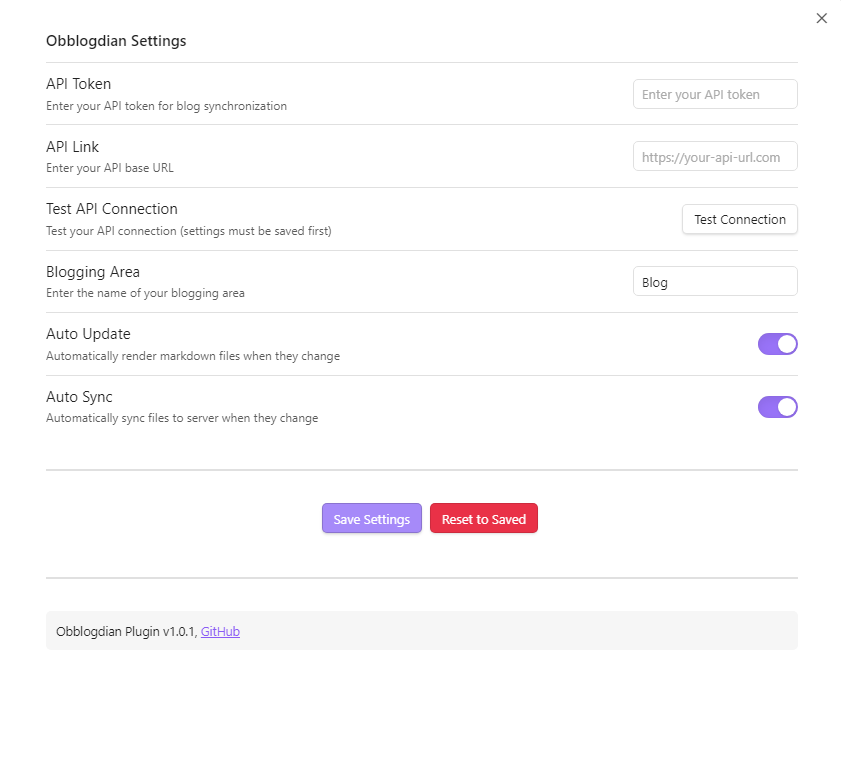 Obblogdian Settings
API Token
Enter your API token for blog synchronization
Enter your API token
API Link
Enter your API base URL
https://your-api-url.com
Test API Connection
Test your API connection (settings must be saved first)
Test Connection
Blogging Area
Enter the name of your blogging area
Blog
Auto Update
Automatically render markdown files when they change
Auto Sync
Automatically sync files to server when they change
Save Settings
Reset to Saved
Obblogdian Plugin v1.0.1, GitHub